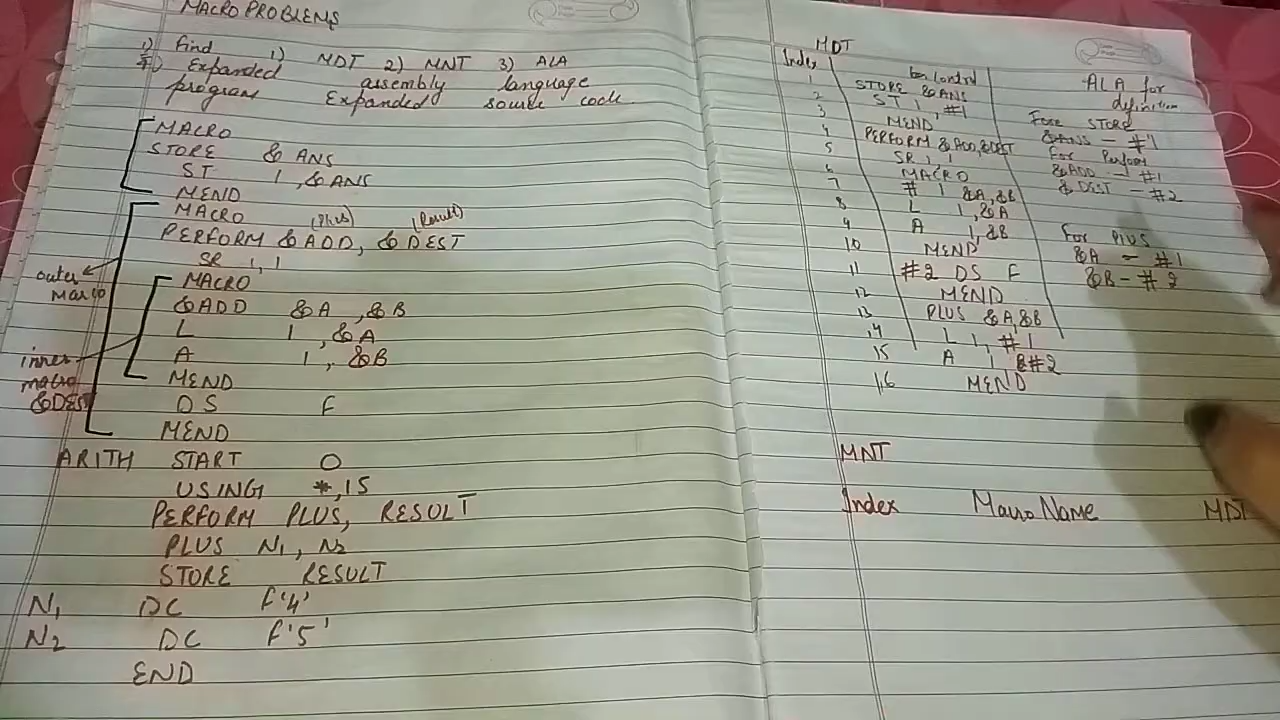 MACRO PROBLEMS
1) Find 1) MDT 2) MNT 3) ALA
4) Expanded assembly language
program Expanded source code
MACRO
STORE &ANS
ST 1, &ANS
MEND
MACRO (Plus) (Result)
PERFORM &ADD, &DEST
SR 1, 1
outer macro
MACRO
&ADD &A, &B
L 1, &A
inner macro
A 1, &B
MEND
&DEST DS F
MEND
ARITH START 0
USING *,15
PERFORM PLUS, RESULT
PLUS N1, N2
STORE RESULT
N1 DC F'4'
N2 DC F'5'
END
MDT
Index
1 STORE &ANS
2 ST 1, #1
3 MEND
4 PERFORM &ADD,&DEST
5 SR 1, 1
6 MACRO
7 #1 &A,&B
8 L 1,&A
9 A 1,&B
10 MEND
11 #2 DS F
12 MEND
13 PLUS &A,&B
14 L 1, #1
15 A 1, #2
16 MEND
ALA for
definition
For STORE
&ANS - #1
For Perform
&ADD - #1
&DEST - #2
For PLUS
&A - #1
&B - #2
MNT
Index Macro Name MDT